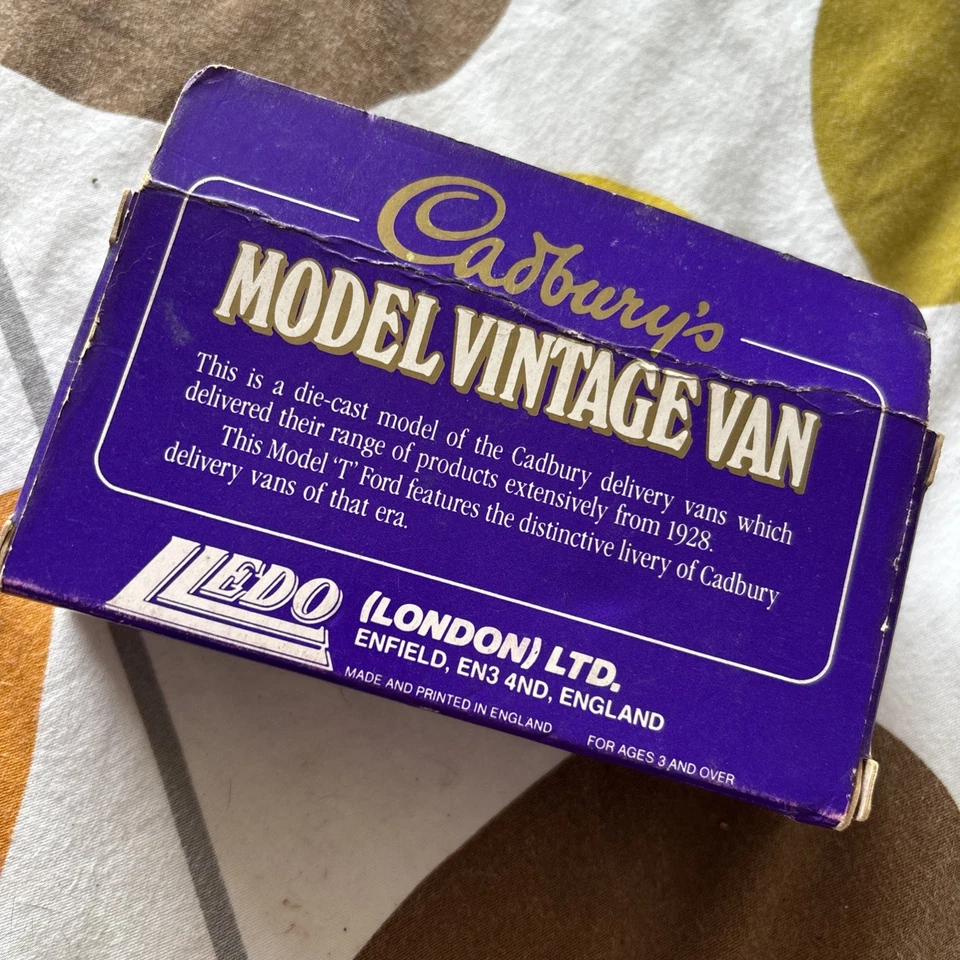 Cadbury's
MODEL VINTAGE VAN
This is a die-cast model of the Cadbury delivery vans which
delivered their range of products extensively from 1928.
This Model 'T' Ford features the distinctive livery of Cadbury
delivery vans of that era.
LLEDO
(LONDON) LTD.
ENFIELD, EN3 4ND, ENGLAND
MADE AND PRINTED IN ENGLAND
FOR AGES 3 AND OVER